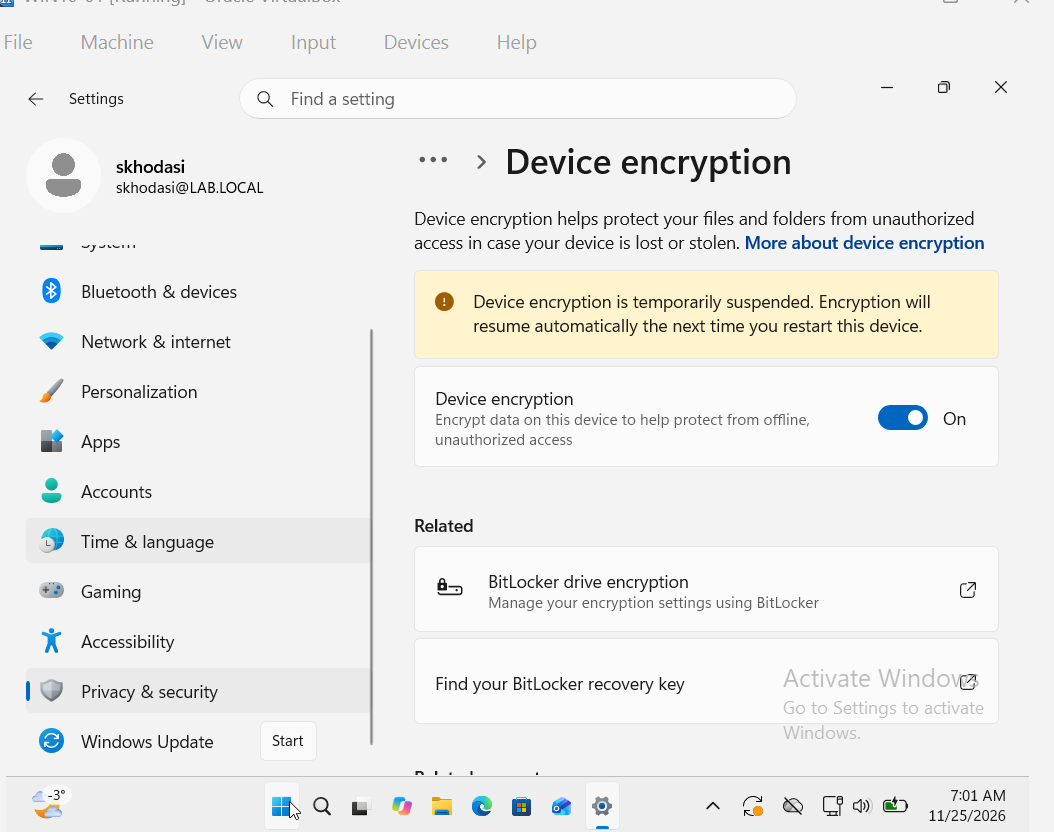 File Machine View Input Devices Help
Settings
Find a setting
skhodasi
skhodasi@LAB.LOCAL
System
Bluetooth & devices
Network & internet
Personalization
Apps
Accounts
Time & language
Gaming
Accessibility
Privacy & security
Windows Update
Start
... > Device encryption
Device encryption helps protect your files and folders from unauthorized
access in case your device is lost or stolen. More about device encryption
Device encryption is temporarily suspended. Encryption will
resume automatically the next time you restart this device.
Device encryption
Encrypt data on this device to help protect from offline,
unauthorized access
On
Related
BitLocker drive encryption
Manage your encryption settings using BitLocker
Find your BitLocker recovery key
Activate Windows
Go to Settings to activate
Windows.
-3°
7:01 AM
11/25/2026